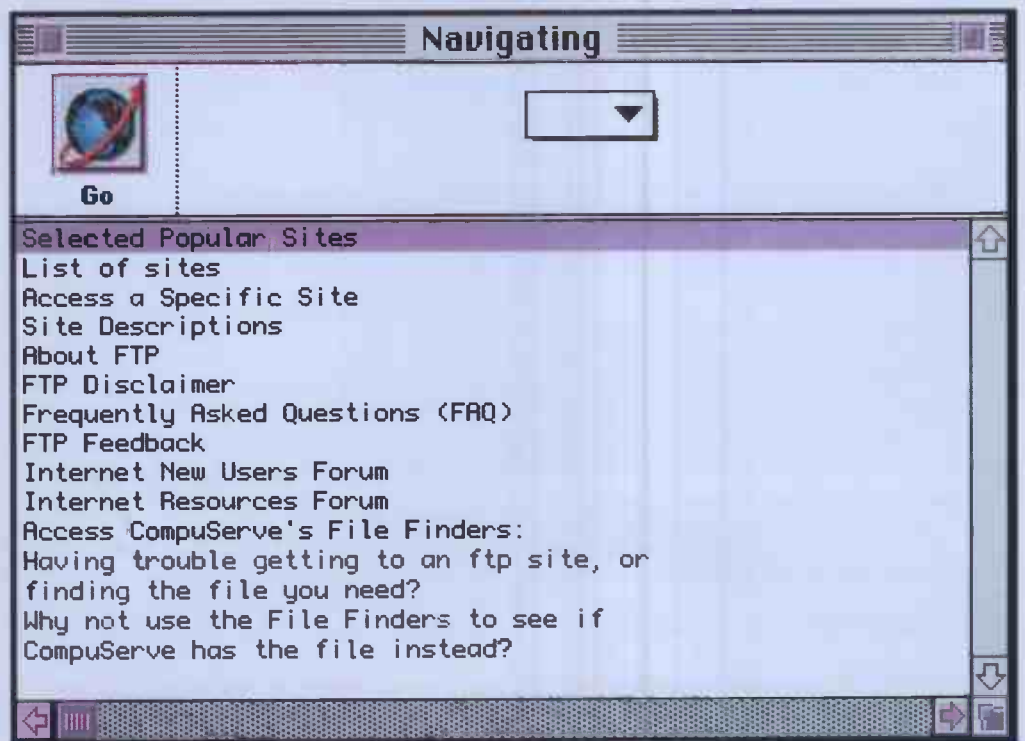 Navigating
Go
Selected Popular Sites
List of sites
Access a Specific Site
Site Descriptions
About FTP
FTP Disclaimer
Frequently Asked Questions (FAQ)
FTP Feedback
Internet New Users Forum
Internet Resources Forum
Access CompuServe's File Finders:
Having trouble getting to an ftp site, or
finding the file you need?
Why not use the File Finders to see if
CompuServe has the file instead?